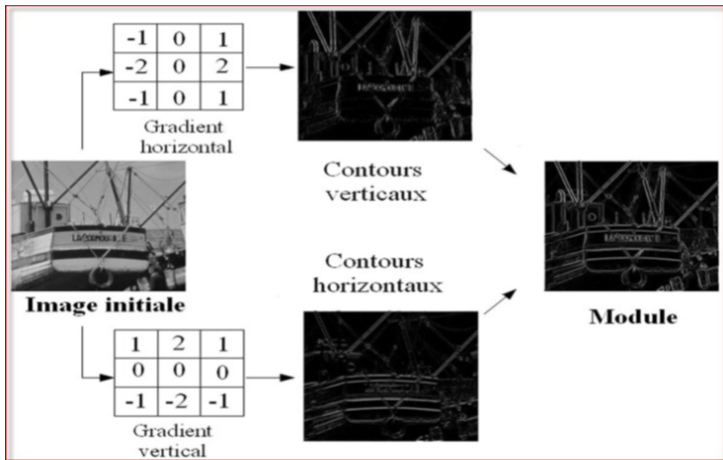 -1 0 1
-2 0 2
-1 0 1
Gradient
horizontal
Contours
verticaux
Image initiale
Contours
horizontaux
Module
1 2 1
0 0 0
-1 -2 -1
Gradient
vertical